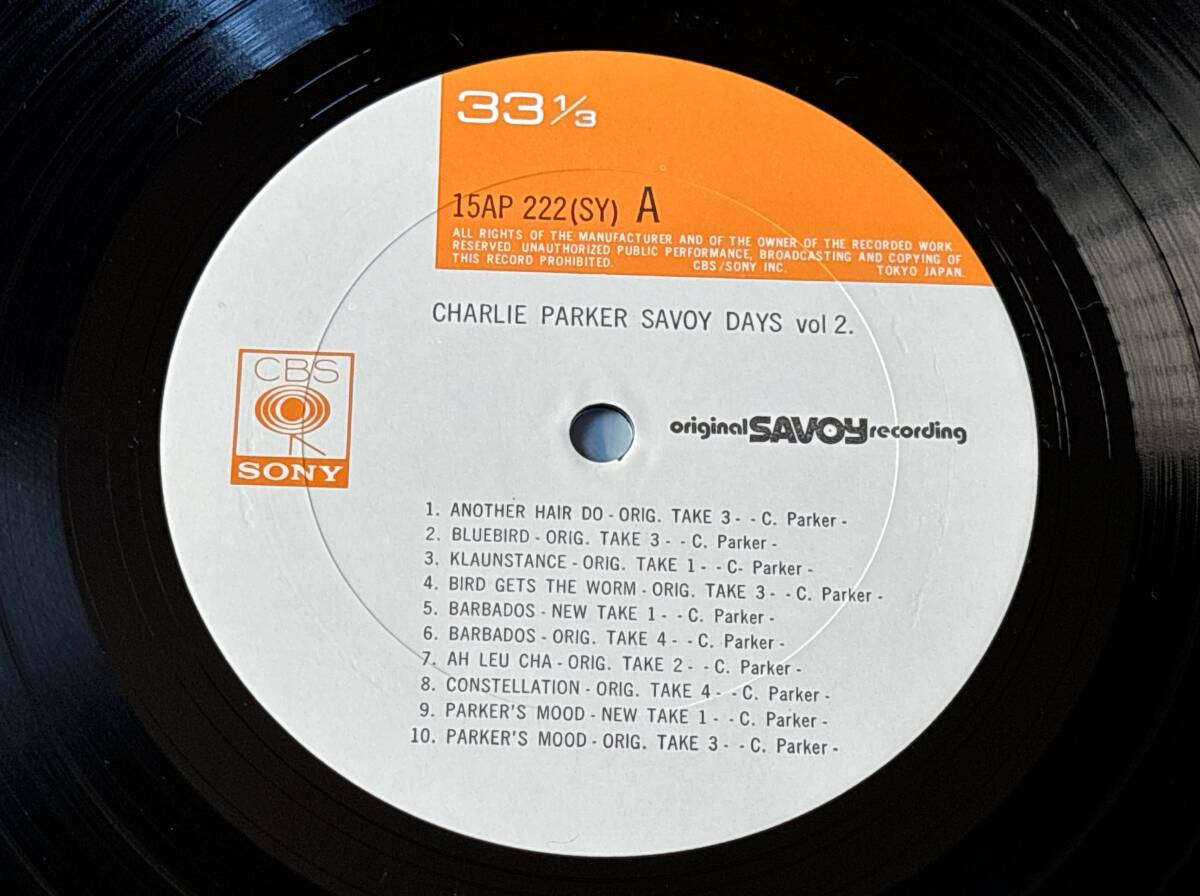 33 1/3
15AP 222(SY) A
ALL RIGHTS OF THE MANUFACTURER AND OF THE OWNER OF THE RECORDED WORK
RESERVED. UNAUTHORIZED PUBLIC PERFORMANCE, BROADCASTING AND COPYING OF
THIS RECORD PROHIBITED. CBS/SONY INC. TOKYO JAPAN.
CHARLIE PARKER SAVOY DAYS vol 2.
CBS
SONY
original SAVOY recording
1. ANOTHER HAIR DO - ORIG. TAKE 3 - - C. Parker -
2. BLUEBIRD - ORIG. TAKE 3 - - C. Parker -
3. KLAUNSTANCE - ORIG. TAKE 1 - - C- Parker -
4. BIRD GETS THE WORM - ORIG. TAKE 3 - - C. Parker -
5. BARBADOS - NEW TAKE 1 - - C. Parker -
6. BARBADOS - ORIG. TAKE 4 - - C. Parker -
7. AH LEU CHA - ORIG. TAKE 2 - - C. Parker -
8. CONSTELLATION - ORIG. TAKE 4 - - C. Parker -
9. PARKER'S MOOD - NEW TAKE 1 - - C. Parker -
10. PARKER'S MOOD - ORIG. TAKE 3 - - C. Parker -